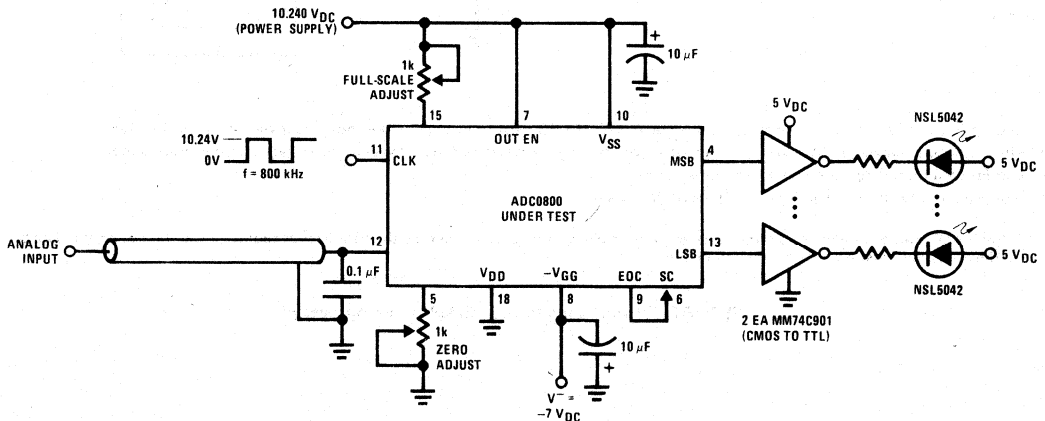 10.240 VDC
(POWER SUPPLY)
+
10 µF
1k
FULL-SCALE
ADJUST
15
7
10
OUT EN
VSS
5 VDC
NSL5042
10.24V
0V
f = 800 kHz
11
CLK
MSB
4
5 VDC
ADC0800
UNDER TEST
ANALOG
INPUT
12
0.1 µF
LSB
13
5 VDC
NSL5042
VDD
-VGG
EOC
SC
5
18
8
9
6
1k
ZERO
ADJUST
10 µF
+
2 EA MM74C901
(CMOS TO TTL)
V- =
-7 VDC